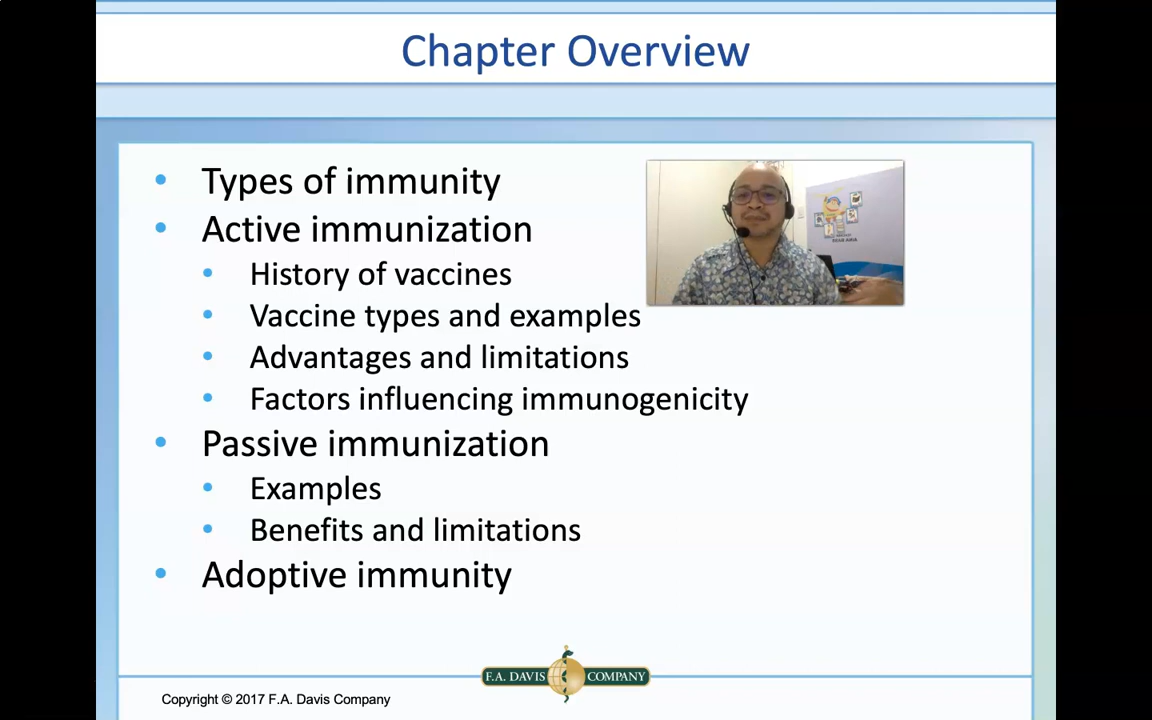 Chapter Overview
• Types of immunity
• Active immunization
• History of vaccines
• Vaccine types and examples
• Advantages and limitations
• Factors influencing immunogenicity
• Passive immunization
• Examples
• Benefits and limitations
• Adoptive immunity
F.A. DAVIS COMPANY
Copyright © 2017 F.A. Davis Company